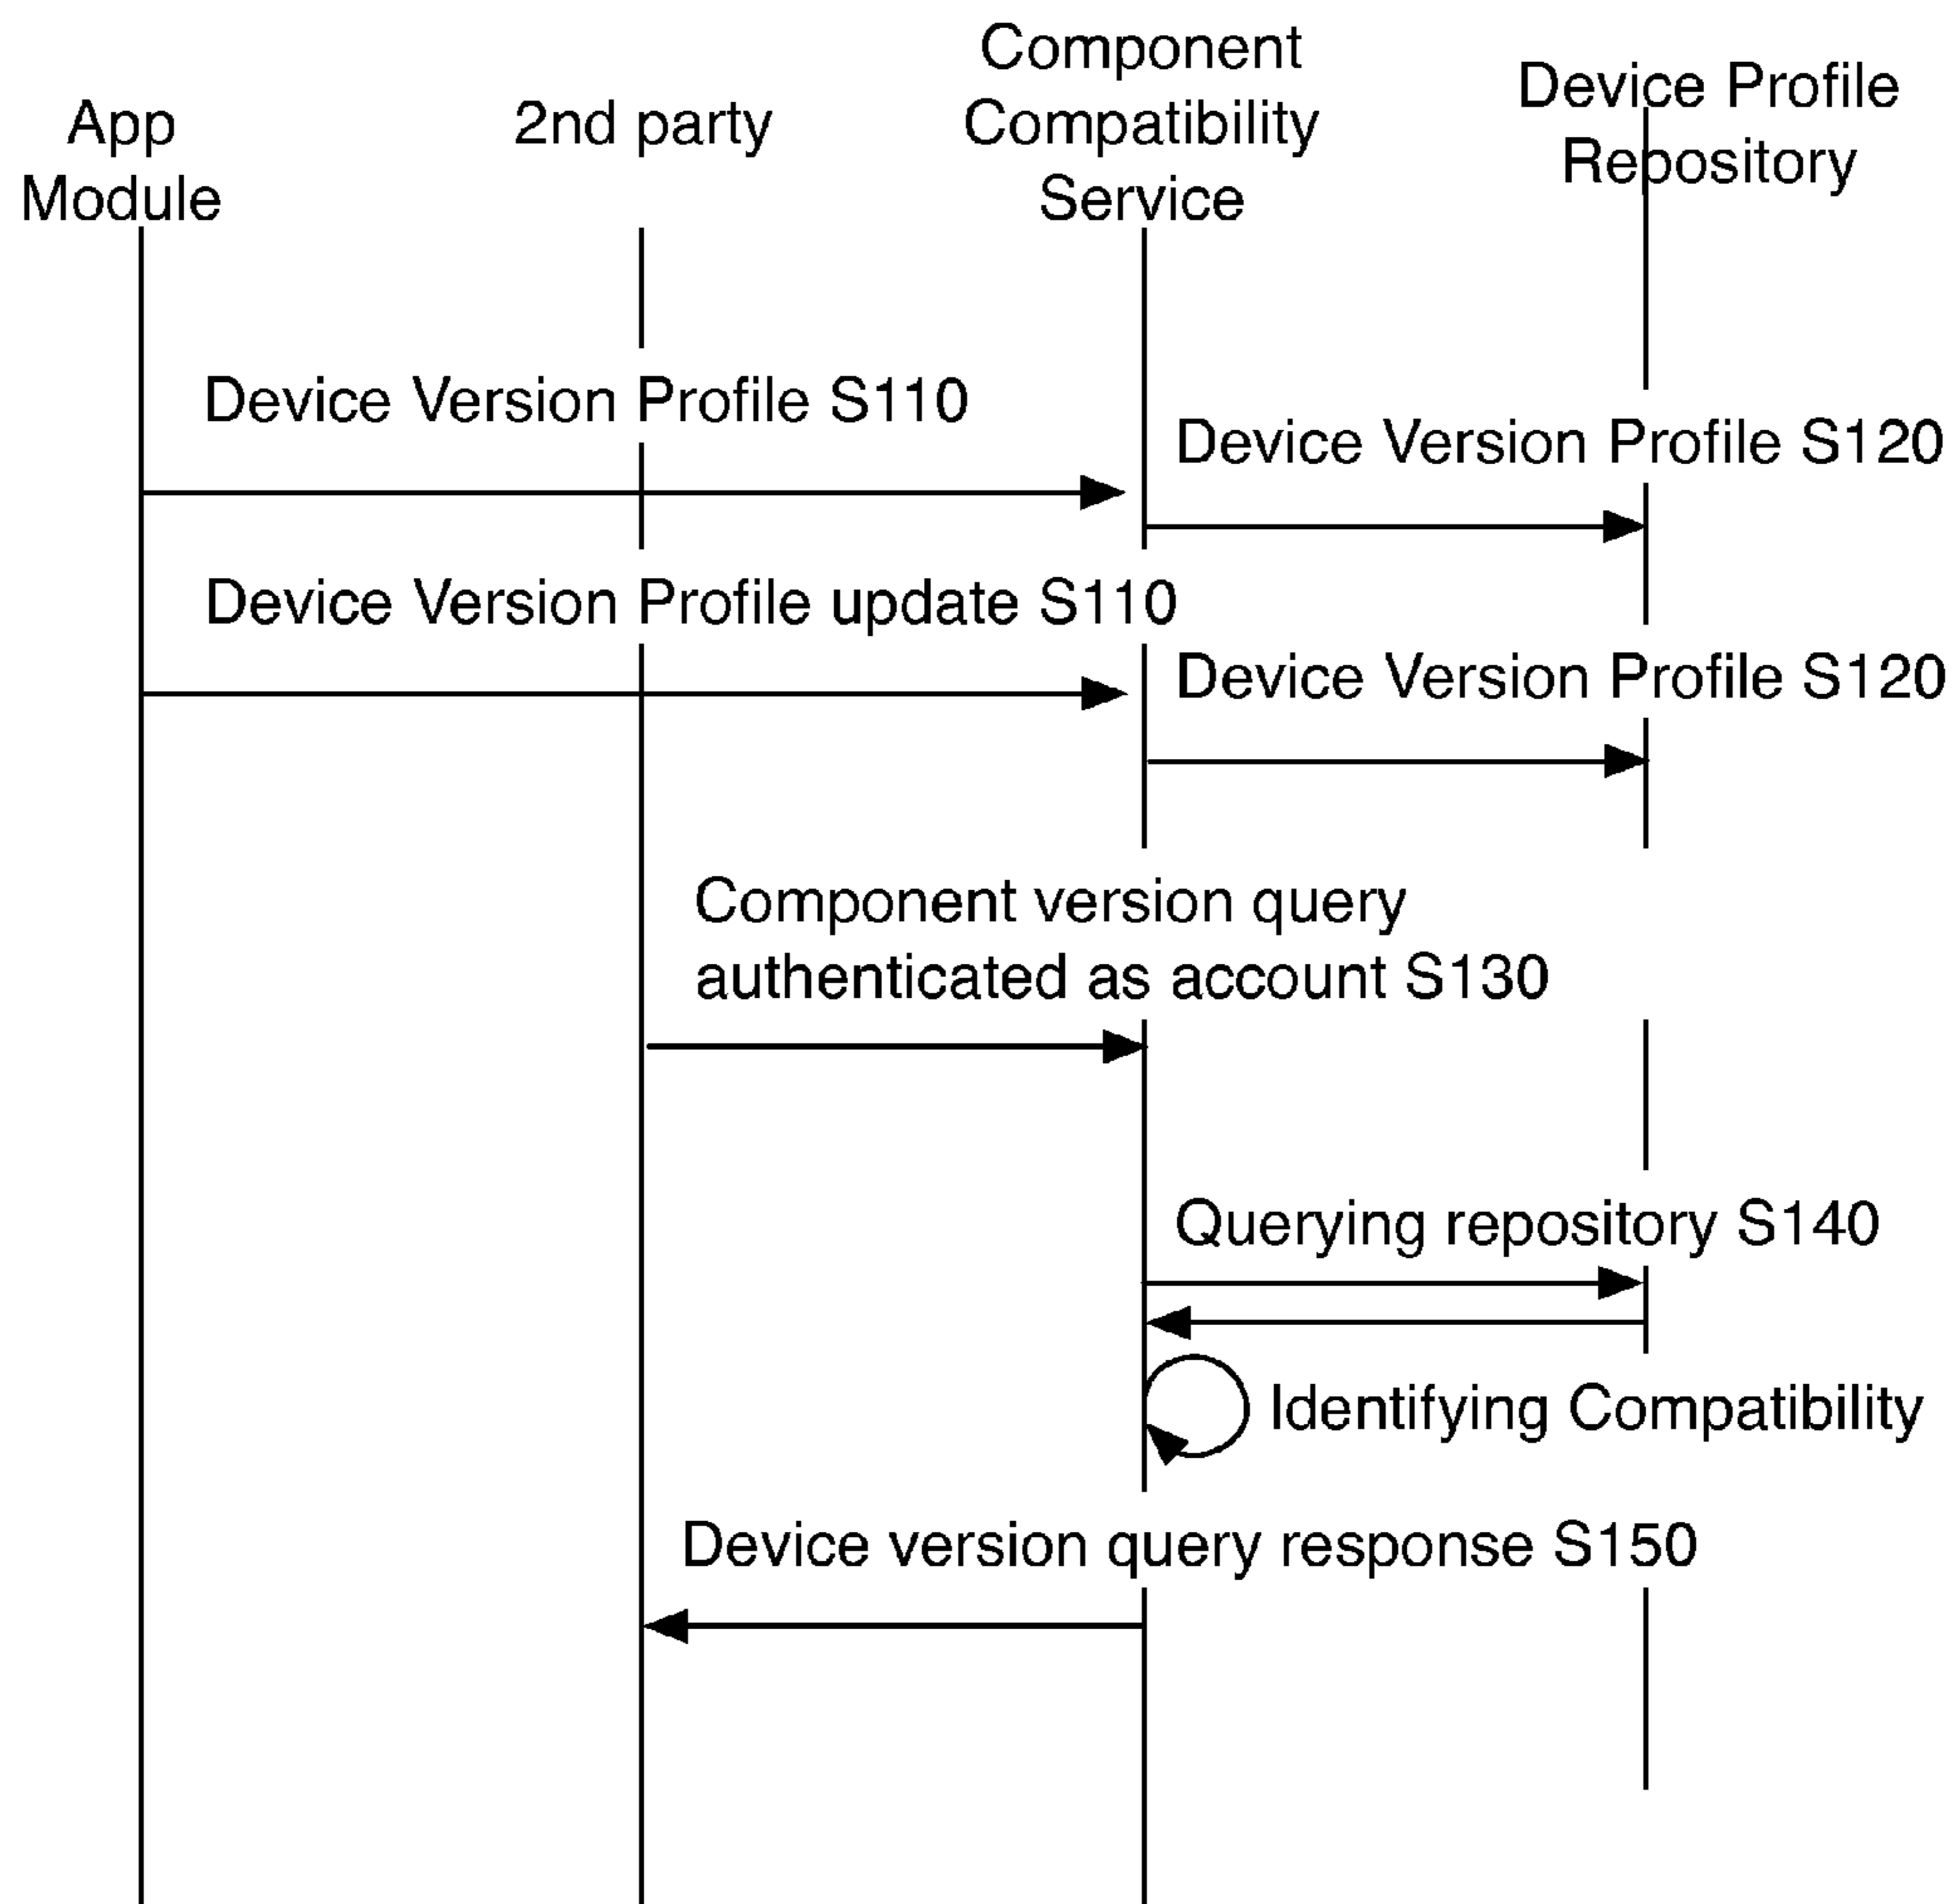 App
Module
2nd party
Component
Compatibility
Service
Device Profile
Repository
Device Version Profile S110
Device Version Profile S120
Device Version Profile update S110
Device Version Profile S120
Component version query
authenticated as account S130
Querying repository S140
Identifying Compatibility
Device version query response S150